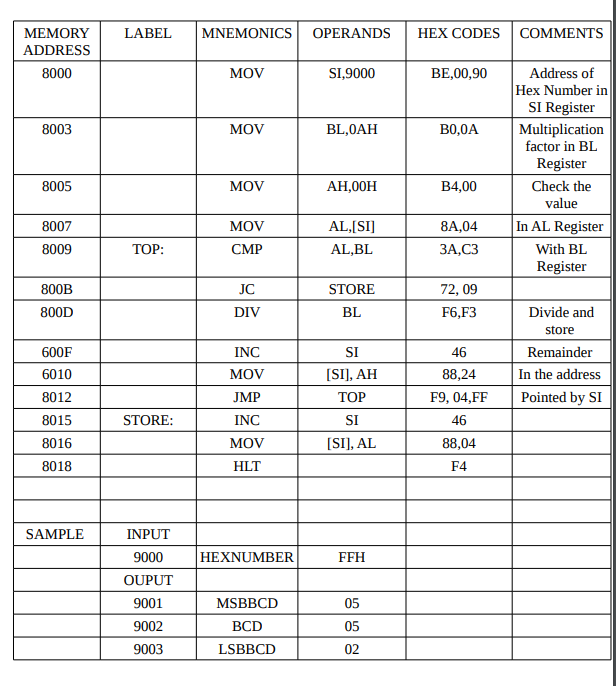 MEMORY ADDRESS LABEL MNEMONICS OPERANDS HEX CODES COMMENTS
8000 MOV SI,9000 BE,00,90 Address of Hex Number in SI Register
8003 MOV BL,0AH B0,0A Multiplication factor in BL Register
8005 MOV AH,00H B4,00 Check the value
8007 MOV AL,[SI] 8A,04 In AL Register
8009 TOP: CMP AL,BL 3A,C3 With BL Register
800B JC STORE 72, 09
800D DIV BL F6,F3 Divide and store
600F INC SI 46 Remainder
6010 MOV [SI], AH 88,24 In the address
8012 JMP TOP F9, 04,FF Pointed by SI
8015 STORE: INC SI 46
8016 MOV [SI], AL 88,04
8018 HLT F4
SAMPLE INPUT
9000 HEXNUMBER FFH
OUPUT
9001 MSBBCD 05
9002 BCD 05
9003 LSBBCD 02